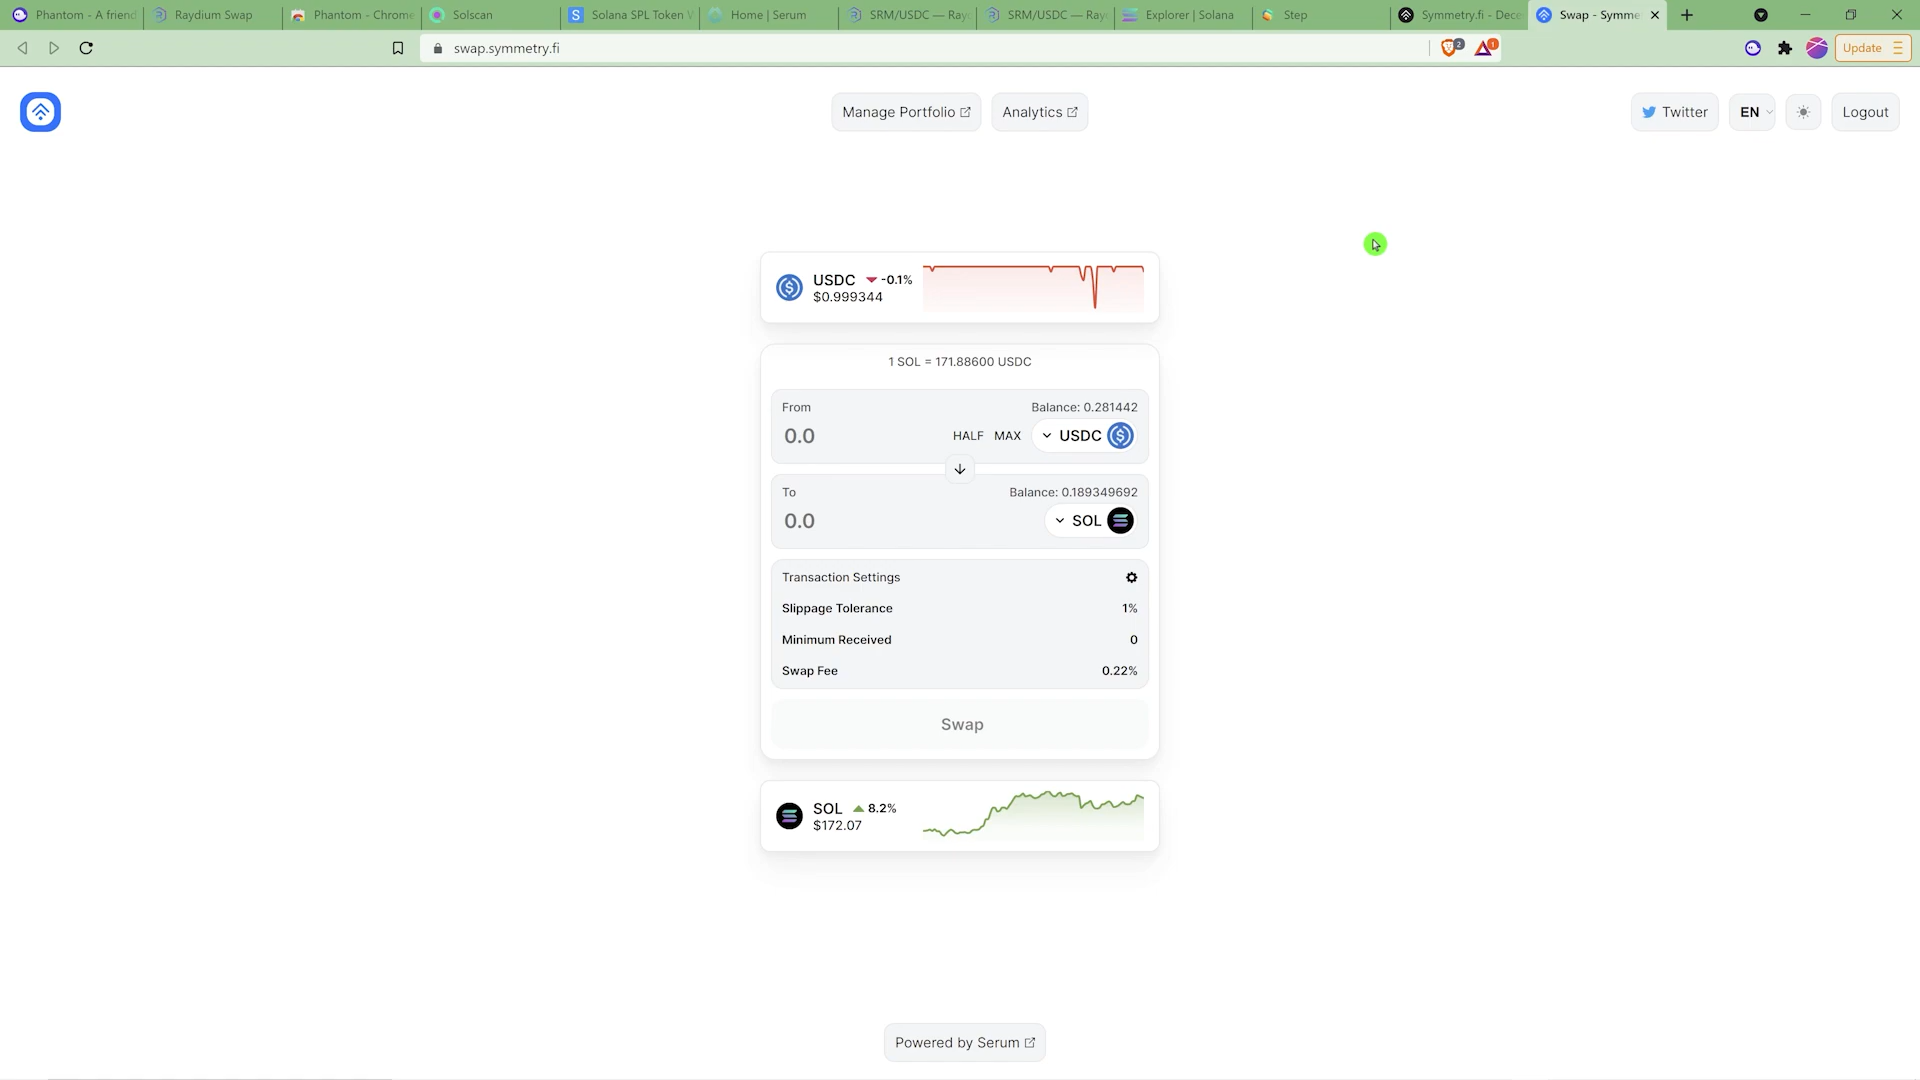 Phantom - A friend
Raydium Swap
Phantom - Chrome
Solscan
Solana SPL Token
Home | Serum
SRM/USDC — Ray
SRM/USDC — Ray
Explorer | Solana
Step
Symmetry.fi - Dece
Swap - Symme
swap.symmetry.fi
2
1
Update
Manage Portfolio
Analytics
Twitter
EN
Logout
USDC -0.1%
$0.999344
1 SOL = 171.88600 USDC
From
Balance: 0.281442
0.0
HALF MAX
USDC
To
Balance: 0.189349692
0.0
SOL
Transaction Settings
Slippage Tolerance
1%
Minimum Received
0
Swap Fee
0.22%
Swap
SOL 8.2%
$172.07
Powered by Serum